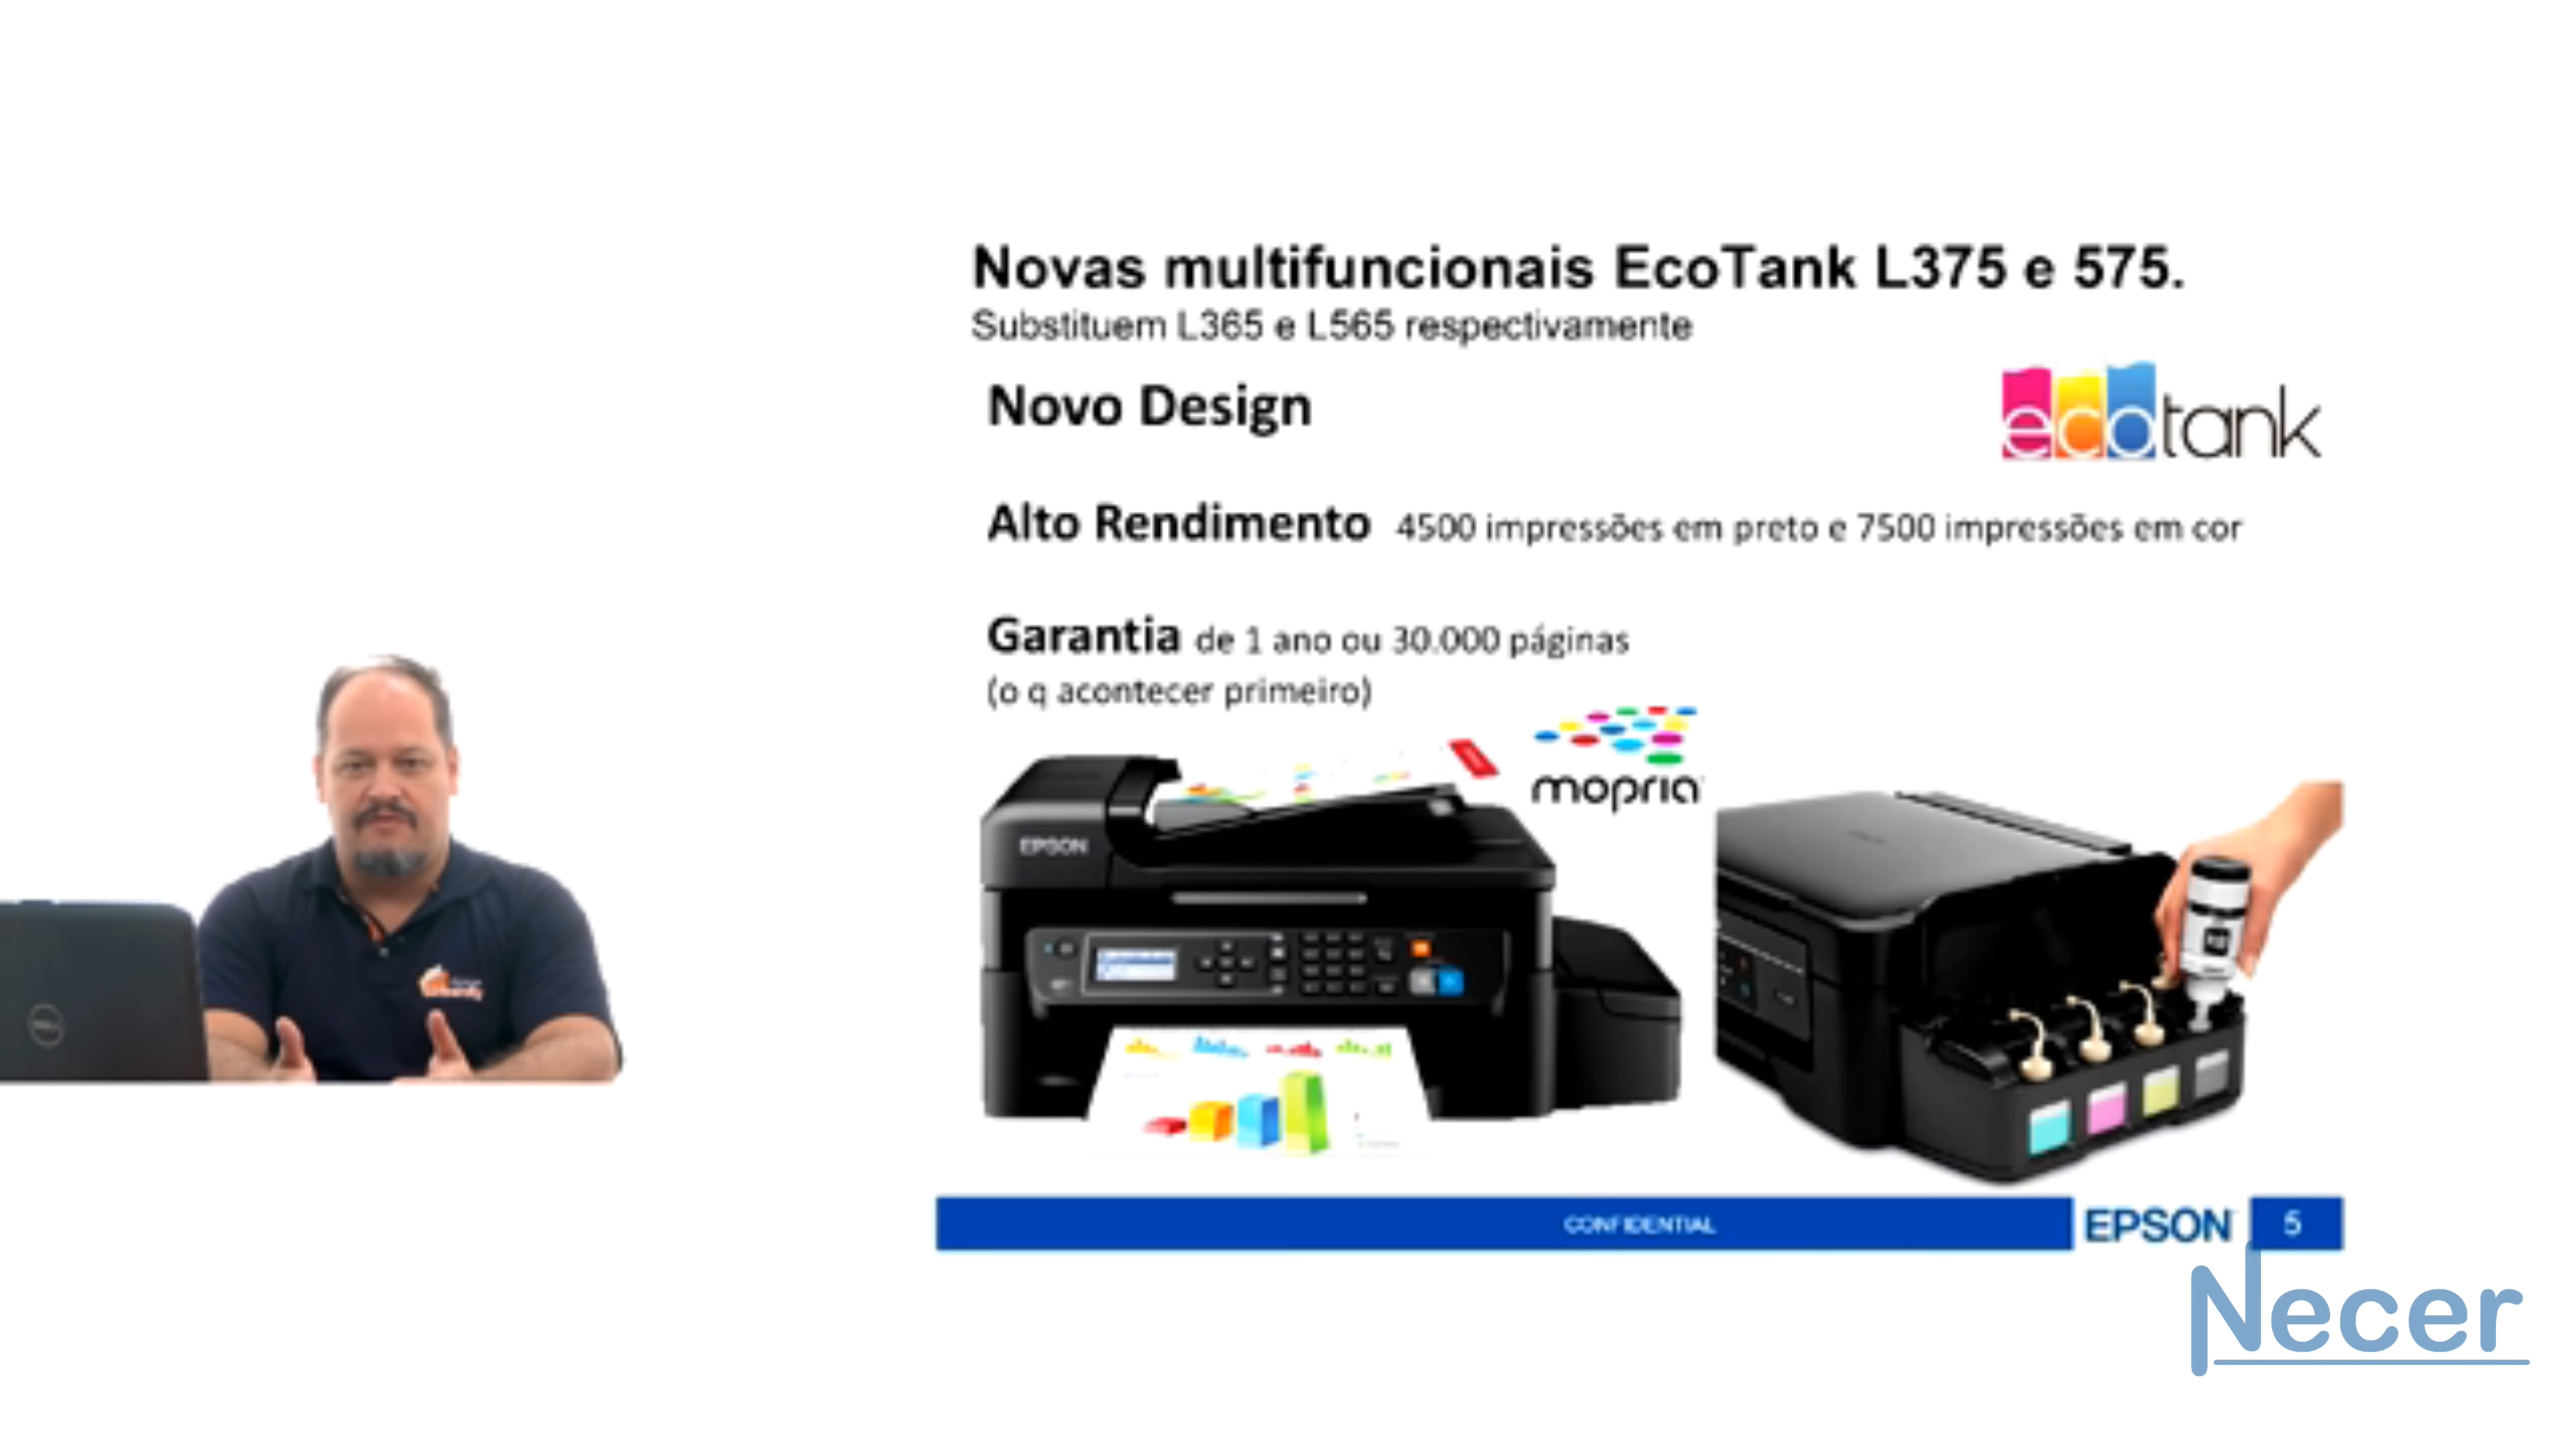 Novas multifuncionais EcoTank L375 e 575.
Substituem L365 e L565 respectivamente
Novo Design
ecotank
Alto Rendimento 4500 impressões em preto e 7500 impressões em cor
Garantia de 1 ano ou 30.000 páginas
(o q acontecer primeiro)
mopria
EPSON
DELL
CONFIDENTIAL
EPSON
5
Necer